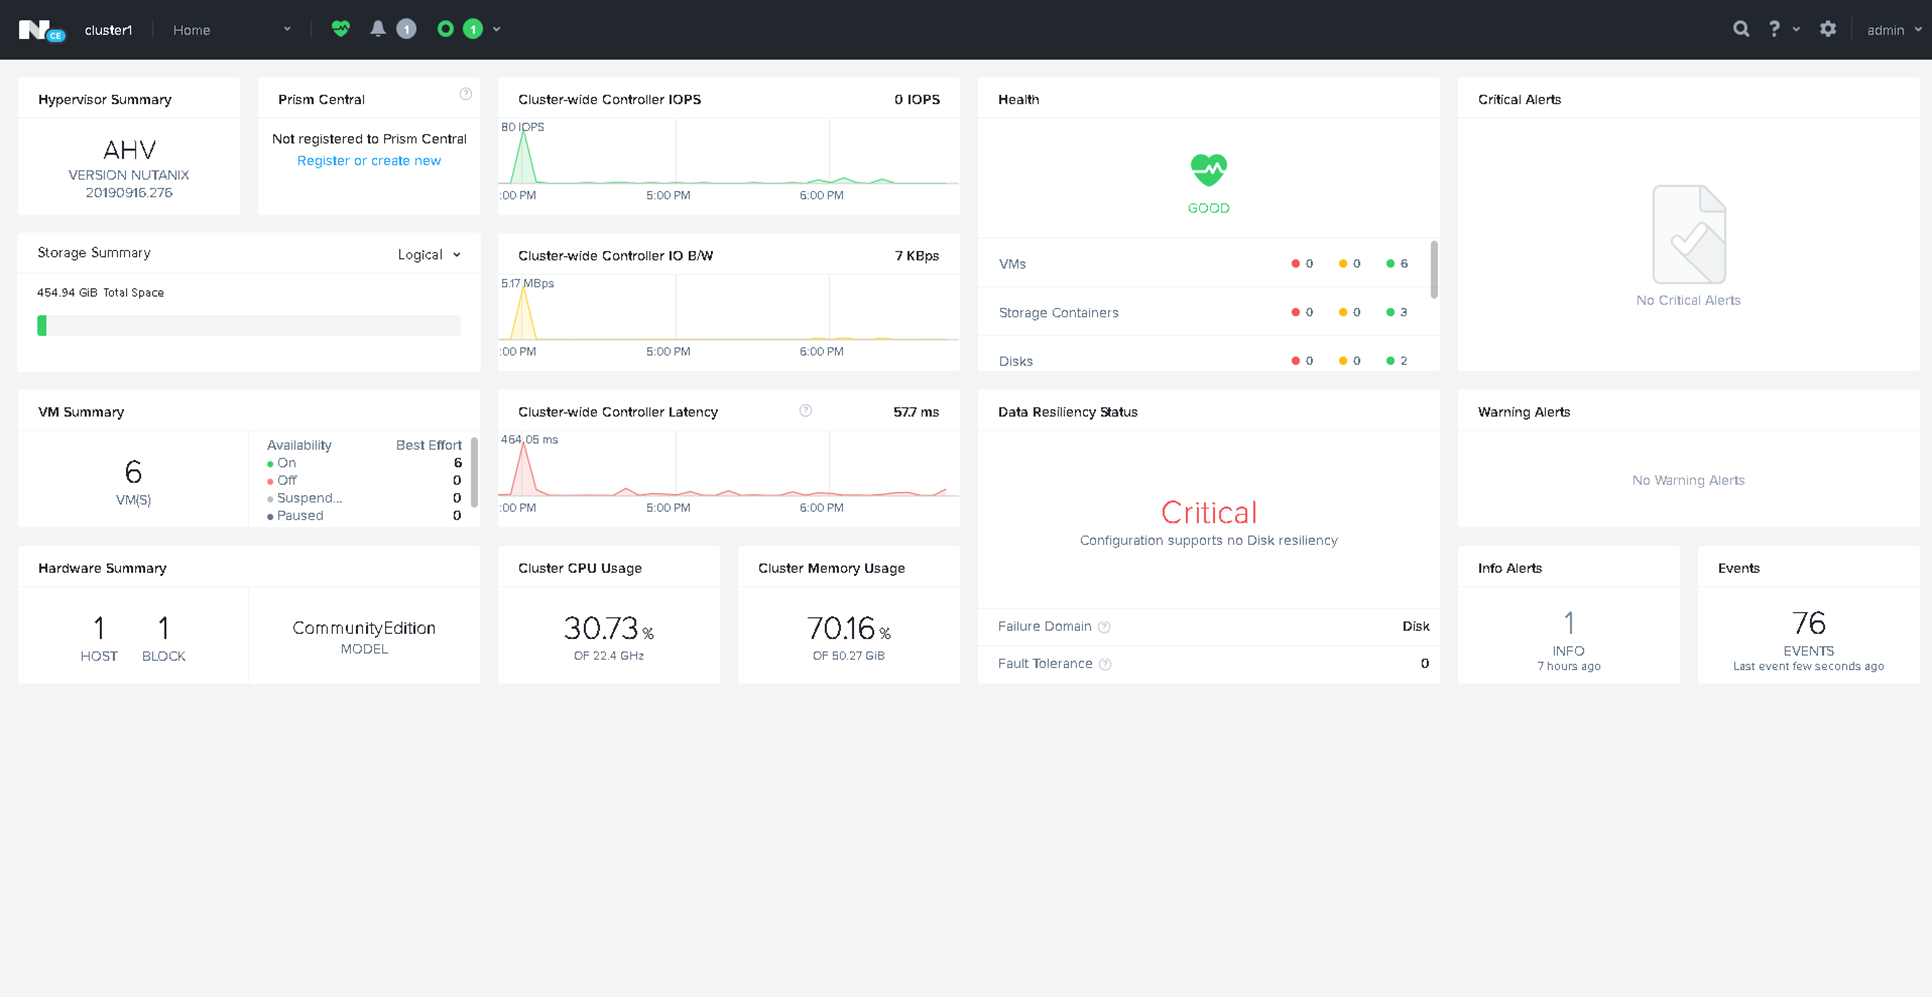 N CE cluster1 Home 1 1 ? admin
Hypervisor Summary
AHV
VERSION NUTANIX
20190916.276
Prism Central ?
Not registered to Prism Central
Register or create new
Cluster-wide Controller IOPS 0 IOPS
80 IOPS
:00 PM 5:00 PM 6:00 PM
Health
GOOD
VMs 0 0 6
Storage Containers 0 0 3
Disks 0 0 2
Critical Alerts
No Critical Alerts
Storage Summary Logical
454.94 GiB Total Space
Cluster-wide Controller IO B/W 7 KBps
5.17 MBps
:00 PM 5:00 PM 6:00 PM
VM Summary
6
VM(S)
Availability Best Effort
On 6
Off 0
Suspend... 0
Paused 0
Cluster-wide Controller Latency ? 57.7 ms
464.05 ms
:00 PM 5:00 PM 6:00 PM
Data Resiliency Status
Critical
Configuration supports no Disk resiliency
Failure Domain ? Disk
Fault Tolerance ? 0
Warning Alerts
No Warning Alerts
Hardware Summary
1 1
HOST BLOCK
CommunityEdition
MODEL
Cluster CPU Usage
30.73 %
OF 22.4 GHz
Cluster Memory Usage
70.16 %
OF 50.27 GiB
Info Alerts
1
INFO
7 hours ago
Events
76
EVENTS
Last event few seconds ago